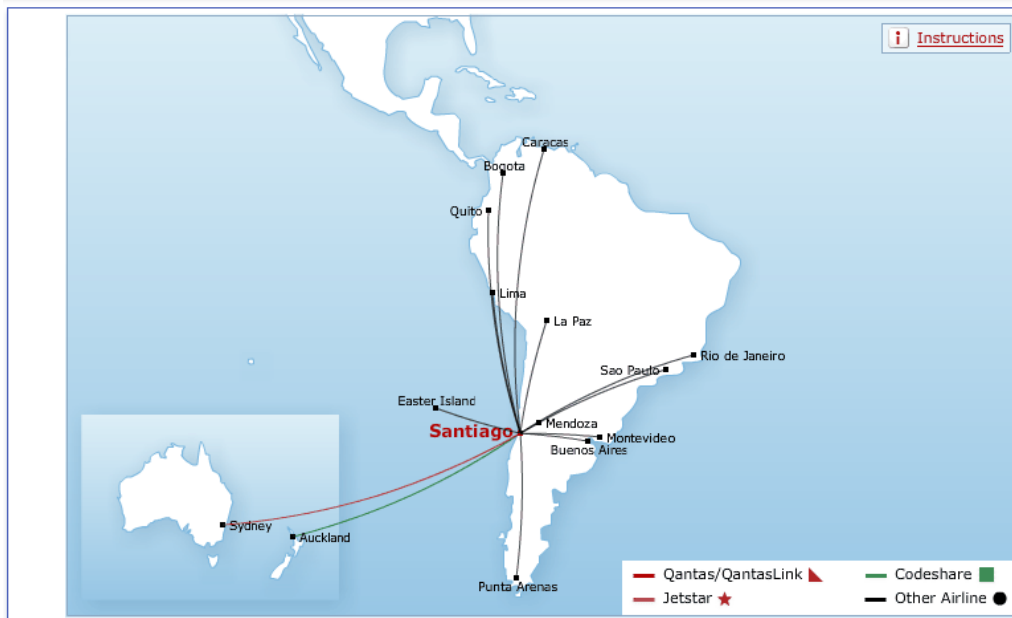 i Instructions
Caracas
Bogota
Quito
Lima
La Paz
Rio de Janeiro
Sao Paulo
Easter Island
Mendoza
Santiago
Montevideo
Buenos Aires
Sydney
Auckland
Punta Arenas
Qantas/QantasLink
Codeshare
Jetstar
Other Airline